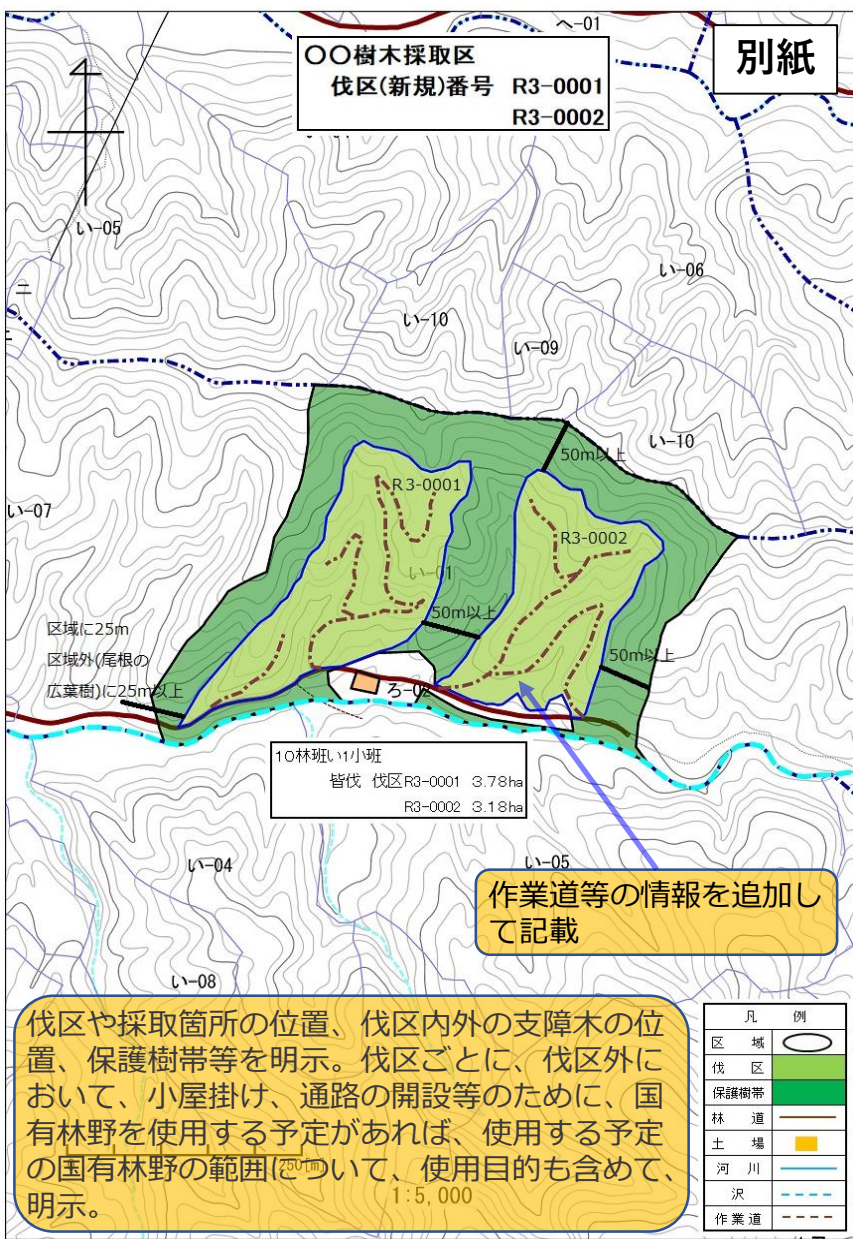 へ-01
別紙
〇〇樹木採取区
伐区(新規)番号 R3-0001
R3-0002
い-05
い-06
ニ
い-10
い-09
い-10
50m以上
い-07
R3-0001
R3-0002
い-01
50m以上
区域に25m
区域外(尾根の
広葉樹)に25m以上
50m以上
ろ-02
10林班い1小班
皆伐 伐区R3-0001 3.78ha
R3-0002 3.18ha
い-04
い-05
作業道等の情報を追加し
て記載
い-08
伐区や採取箇所の位置、伐区内外の支障木の位
置、保護樹帯等を明示。伐区ごとに、伐区外に
おいて、小屋掛け、通路の開設等のために、国
有林野を使用する予定があれば、使用する予定
の国有林野の範囲について、使用目的も含めて、
明示。
250[m]
1:5,000
凡 例
区 域
伐 区
保護樹帯
林 道
土 場
河 川
沢
作業道